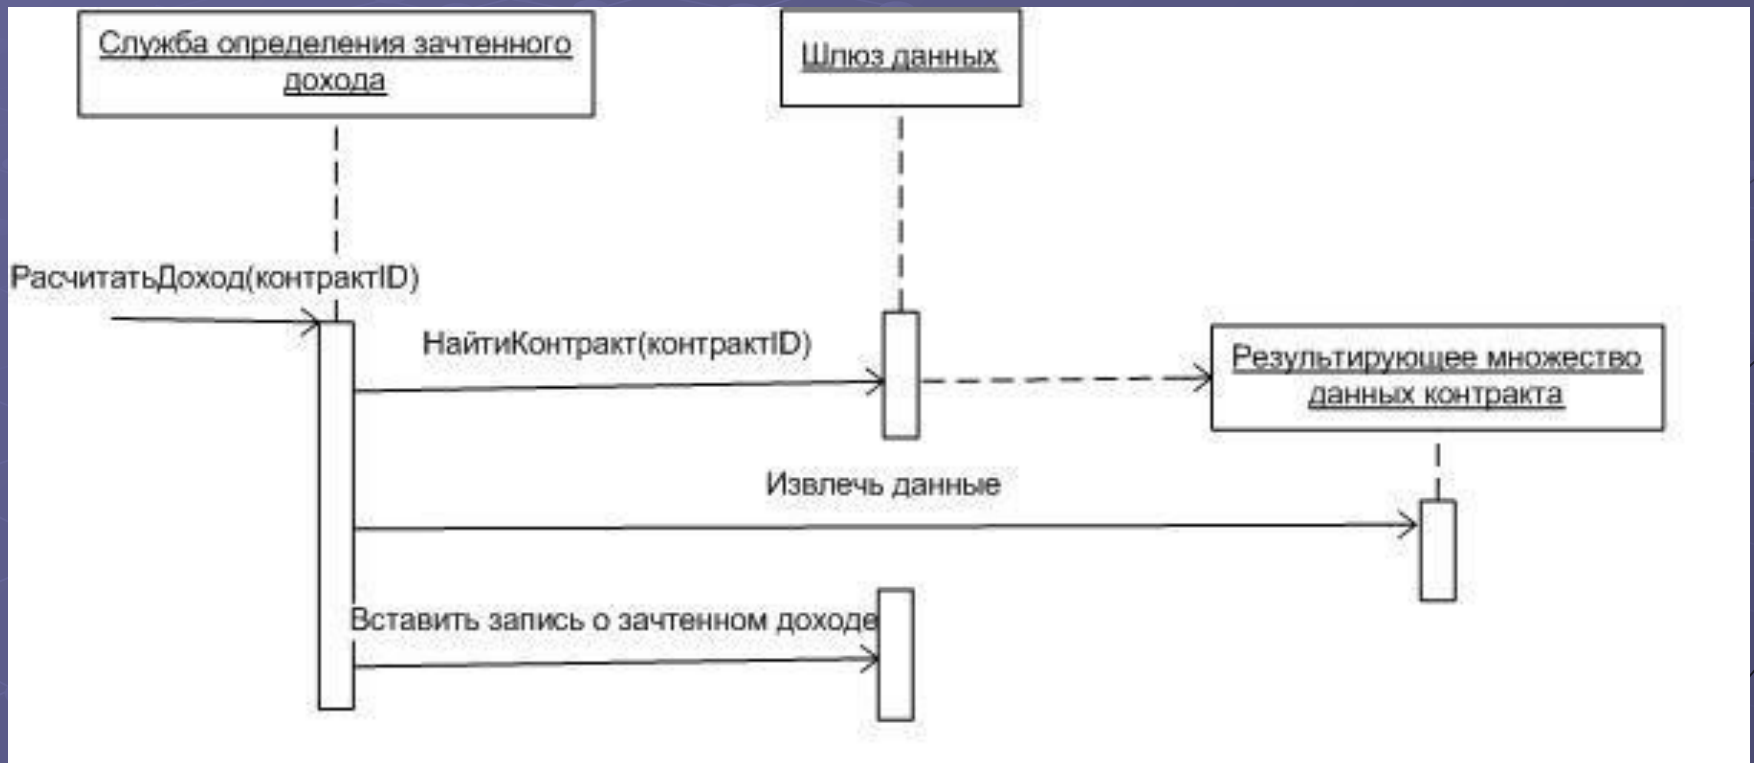 Служба определения зачтенного
дохода
Шлюз данных
РасчитатьДоход(контрактID)
НайтиКонтракт(контрактID)
Результирующее множество
данных контракта
Извлечь данные
Вставить запись о зачтенном доходе